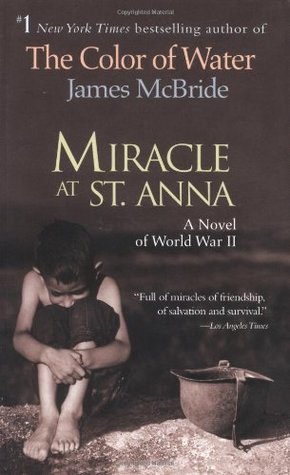 #1 New York Times bestselling author of
The Color of Water
James McBride
MIRACLE
AT ST. ANNA
A Novel
of World War II
"Full of miracles of friendship,
of salvation and survival."
—Los Angeles Times